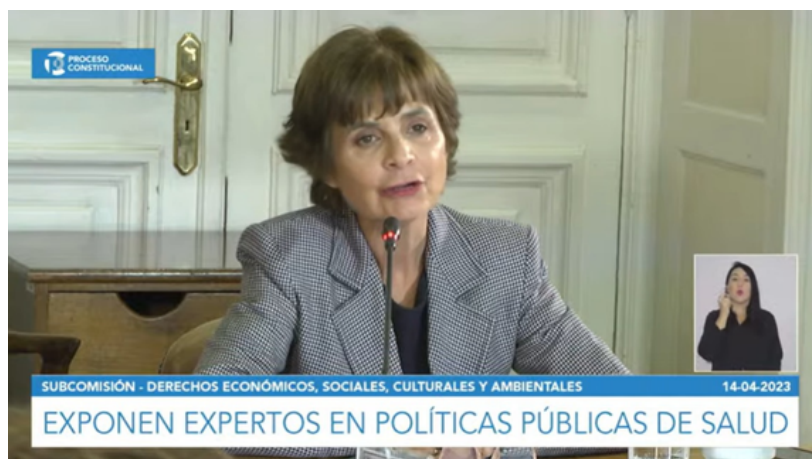 PROCESO
CONSTITUCIONAL
SUBCOMISIÓN - DERECHOS ECONÓMICOS, SOCIALES, CULTURALES Y AMBIENTALES
14-04-2023
EXPONEN EXPERTOS EN POLÍTICAS PÚBLICAS DE SALUD